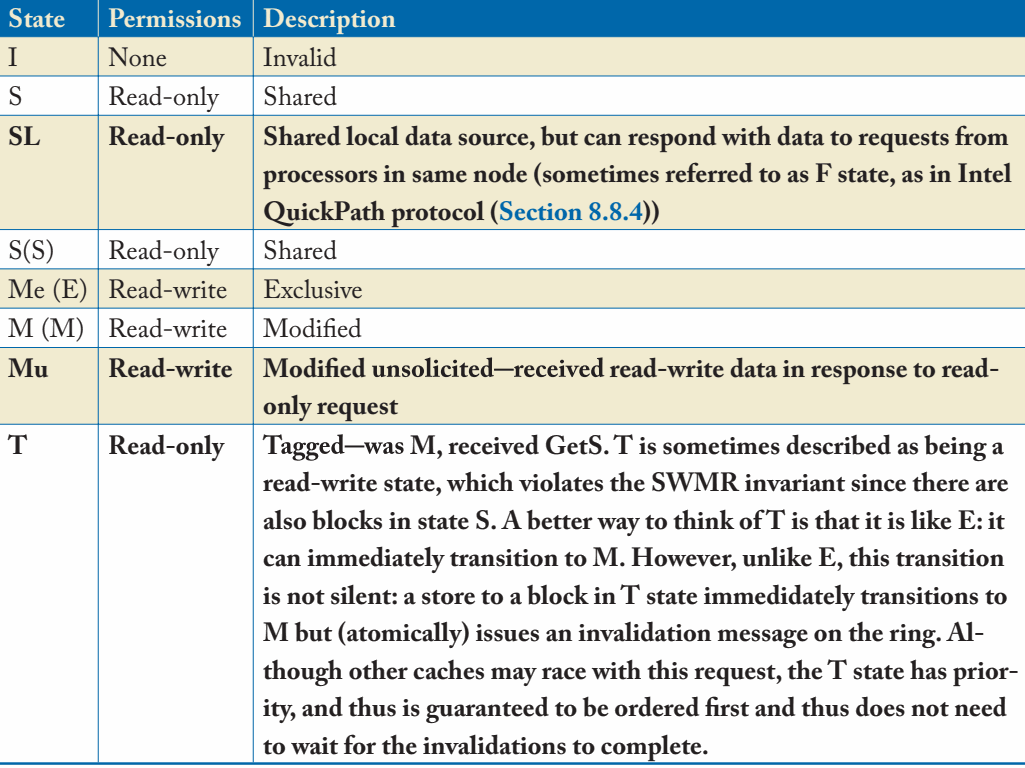 State Permissions Description
I None Invalid
S Read-only Shared
SL Read-only Shared local data source, but can respond with data to requests from
processors in same node (sometimes referred to as F state, as in Intel
QuickPath protocol (Section 8.8.4))
S(S) Read-only Shared
Me (E) Read-write Exclusive
M (M) Read-write Modified
Mu Read-write Modified unsolicited—received read-write data in response to read-
only request
T Read-only Tagged—was M, received GetS. T is sometimes described as being a
read-write state, which violates the SWMR invariant since there are
also blocks in state S. A better way to think of T is that it is like E: it
can immediately transition to M. However, unlike E, this transition
is not silent: a store to a block in T state immedidately transitions to
M but (atomically) issues an invalidation message on the ring. Al-
though other caches may race with this request, the T state has prior-
ity, and thus is guaranteed to be ordered first and thus does not need
to wait for the invalidations to complete.